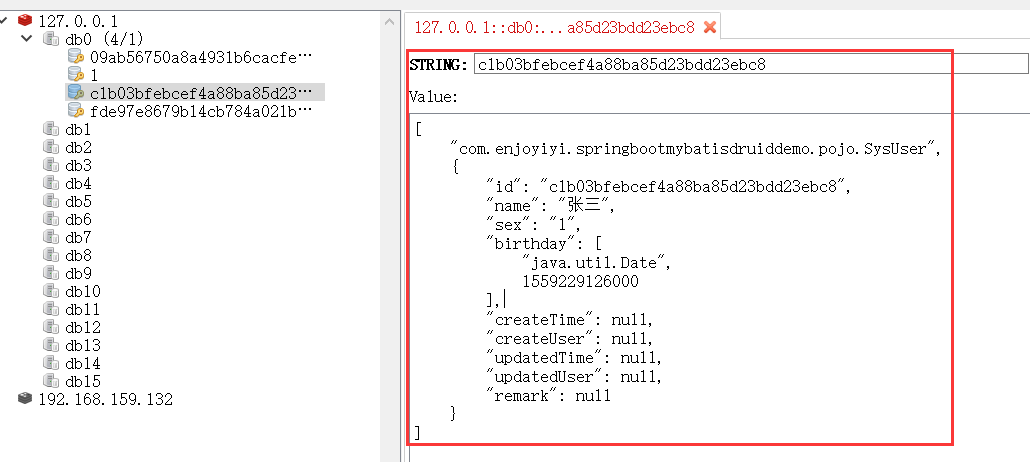 127.0.0.1
db0 (4/1)
09ab56750a8a4931b6cacfe…
1
c1b03bfebcef4a88ba85d23…
fde97e8679b14cb784a021b…
db1
db2
db3
db4
db5
db6
db7
db8
db9
db10
db11
db12
db13
db14
db15
192.168.159.132
127.0.0.1::db0:...a85d23bdd23ebc8
STRING: c1b03bfebcef4a88ba85d23bdd23ebc8
Value:
[
"com.enjoyiyi.springbootmybatisdruiddemo.pojo.SysUser",
{
"id": "c1b03bfebcef4a88ba85d23bdd23ebc8",
"name": "张三",
"sex": "1",
"birthday": [
"java.util.Date",
1559229126000
],
"createTime": null,
"createUser": null,
"updatedTime": null,
"updatedUser": null,
"remark": null
}
]